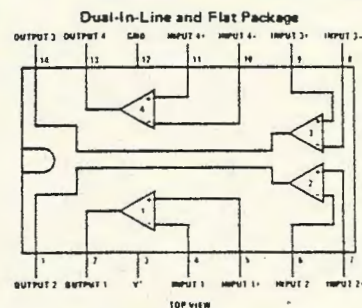 Dual-In-Line and Flat Package
OUTPUT 3 OUTPUT 4 GND INPUT 4+ INPUT 4- INPUT 3+ INPUT 3-
14 13 12 11 10 9 8
4
3
2
1
1 2 3 4 5 6 7
OUTPUT 2 OUTPUT 1 V+ INPUT 1 INPUT 1+ INPUT 2 INPUT 2+
TOP VIEW